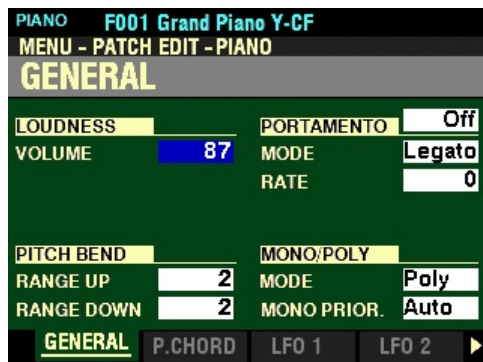 PIANO F001 Grand Piano Y-CF
MENU - PATCH EDIT - PIANO
GENERAL
LOUDNESS
VOLUME 87
PORTAMENTO Off
MODE Legato
RATE 0
PITCH BEND
RANGE UP 2
RANGE DOWN 2
MONO/POLY
MODE Poly
MONO PRIOR. Auto
GENERAL P.CHORD LFO 1 LFO 2